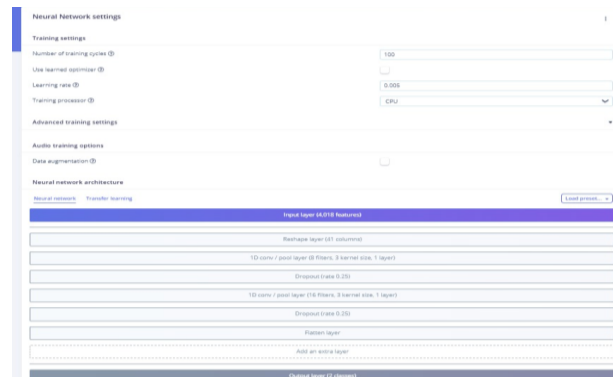 Neural Network settings
Training settings
Number of training cycles
100
Use learned optimizer
Learning rate
0.005
Training processor
CPU
Advanced training settings
Audio training options
Data augmentation
Neural network architecture
Neural network Transfer learning Load preset...
Input layer (4,018 features)
Reshape layer (41 columns)
1D conv / pool layer (8 filters, 3 kernel size, 1 layer)
Dropout (rate 0.25)
1D conv / pool layer (16 filters, 3 kernel size, 1 layer)
Dropout (rate 0.25)
Flatten layer
Add an extra layer
Output layer (2 classes)